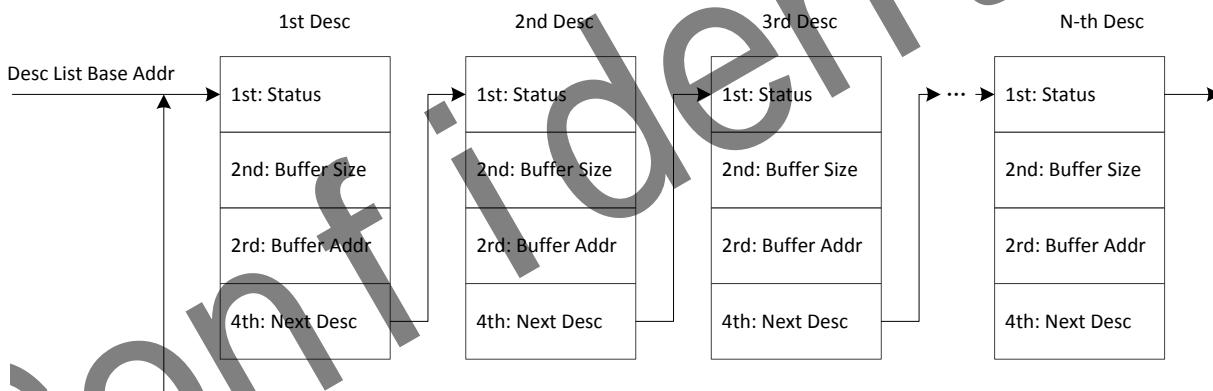 1st Desc
2nd Desc
3rd Desc
N-th Desc
Desc List Base Addr
1st: Status
2nd: Buffer Size
2rd: Buffer Addr
4th: Next Desc
1st: Status
2nd: Buffer Size
2rd: Buffer Addr
4th: Next Desc
1st: Status
2nd: Buffer Size
2rd: Buffer Addr
4th: Next Desc
...
1st: Status
2nd: Buffer Size
2rd: Buffer Addr
4th: Next Desc